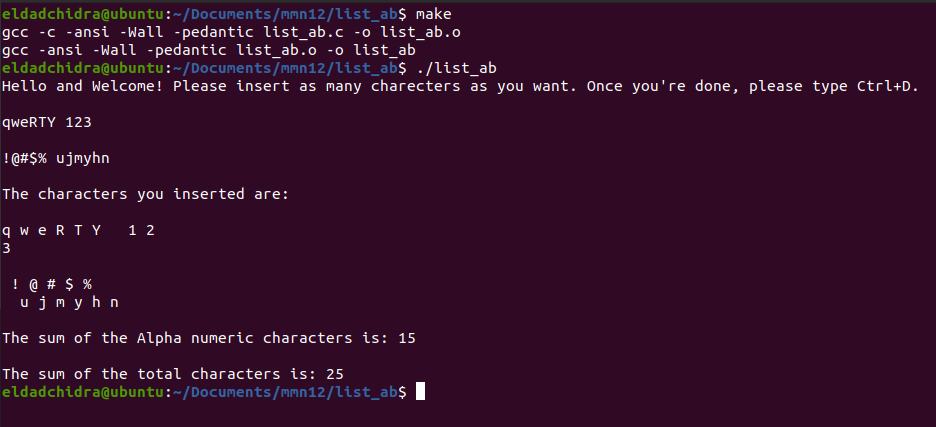 eldadchidra@ubuntu:~/Documents/mmn12/list_ab$ make
gcc -c -ansi -Wall -pedantic list_ab.c -o list_ab.o
gcc -ansi -Wall -pedantic list_ab.o -o list_ab
eldadchidra@ubuntu:~/Documents/mmn12/list_ab$ ./list_ab
Hello and Welcome! Please insert as many charecters as you want. Once you're done, please type Ctrl+D.
qweRTY 123
!@#$% ujmyhn
The characters you inserted are:
q w e R T Y   1 2
3
 ! @ # $ %
  u j m y h n
The sum of the Alpha numeric characters is: 15
The sum of the total characters is: 25
eldadchidra@ubuntu:~/Documents/mmn12/list_ab$